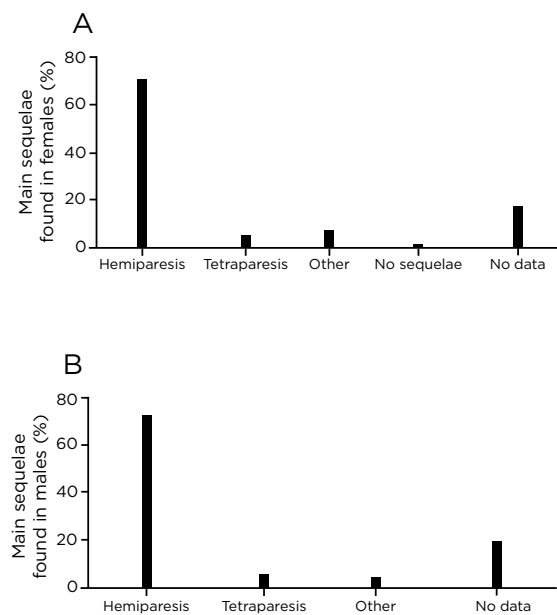 A
Main sequelae
found in females (%)
80
60
40
20
0
Hemiparesis Tetraparesis Other No sequelae No data
B
Main sequelae
found in males (%)
80
60
40
20
0
Hemiparesis Tetraparesis Other No data